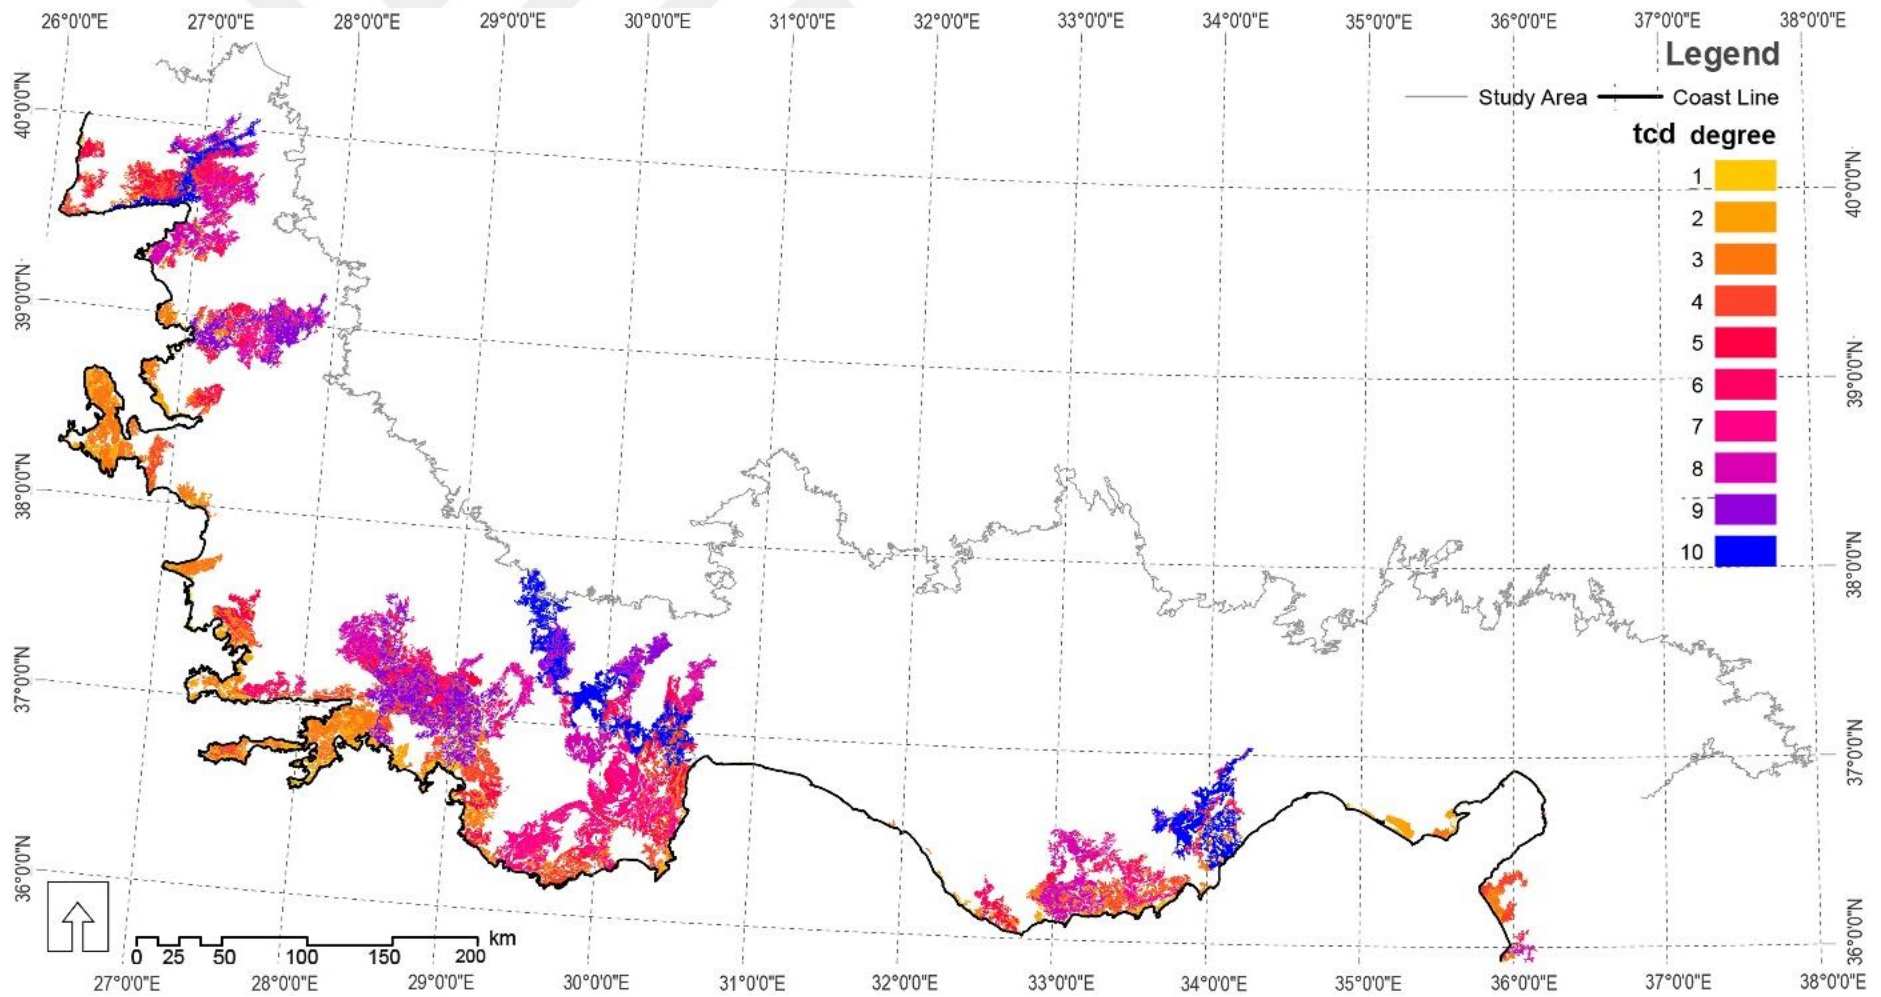 26°0'0"E 27°0'0"E 28°0'0"E 29°0'0"E 30°0'0"E 31°0'0"E 32°0'0"E 33°0'0"E 34°0'0"E 35°0'0"E 36°0'0"E 37°0'0"E 38°0'0"E
Legend
Study Area Coast Line
tcd degree
1
2
3
4
5
6
7
8
9
10
40°0'0"N
39°0'0"N
38°0'0"N
37°0'0"N
36°0'0"N
40°0'0"N
39°0'0"N
38°0'0"N
37°0'0"N
36°0'0"N
km
0 25 50 100 150 200
27°0'0"E 28°0'0"E 29°0'0"E 30°0'0"E 31°0'0"E 32°0'0"E 33°0'0"E 34°0'0"E 35°0'0"E 36°0'0"E 37°0'0"E 38°0'0"E